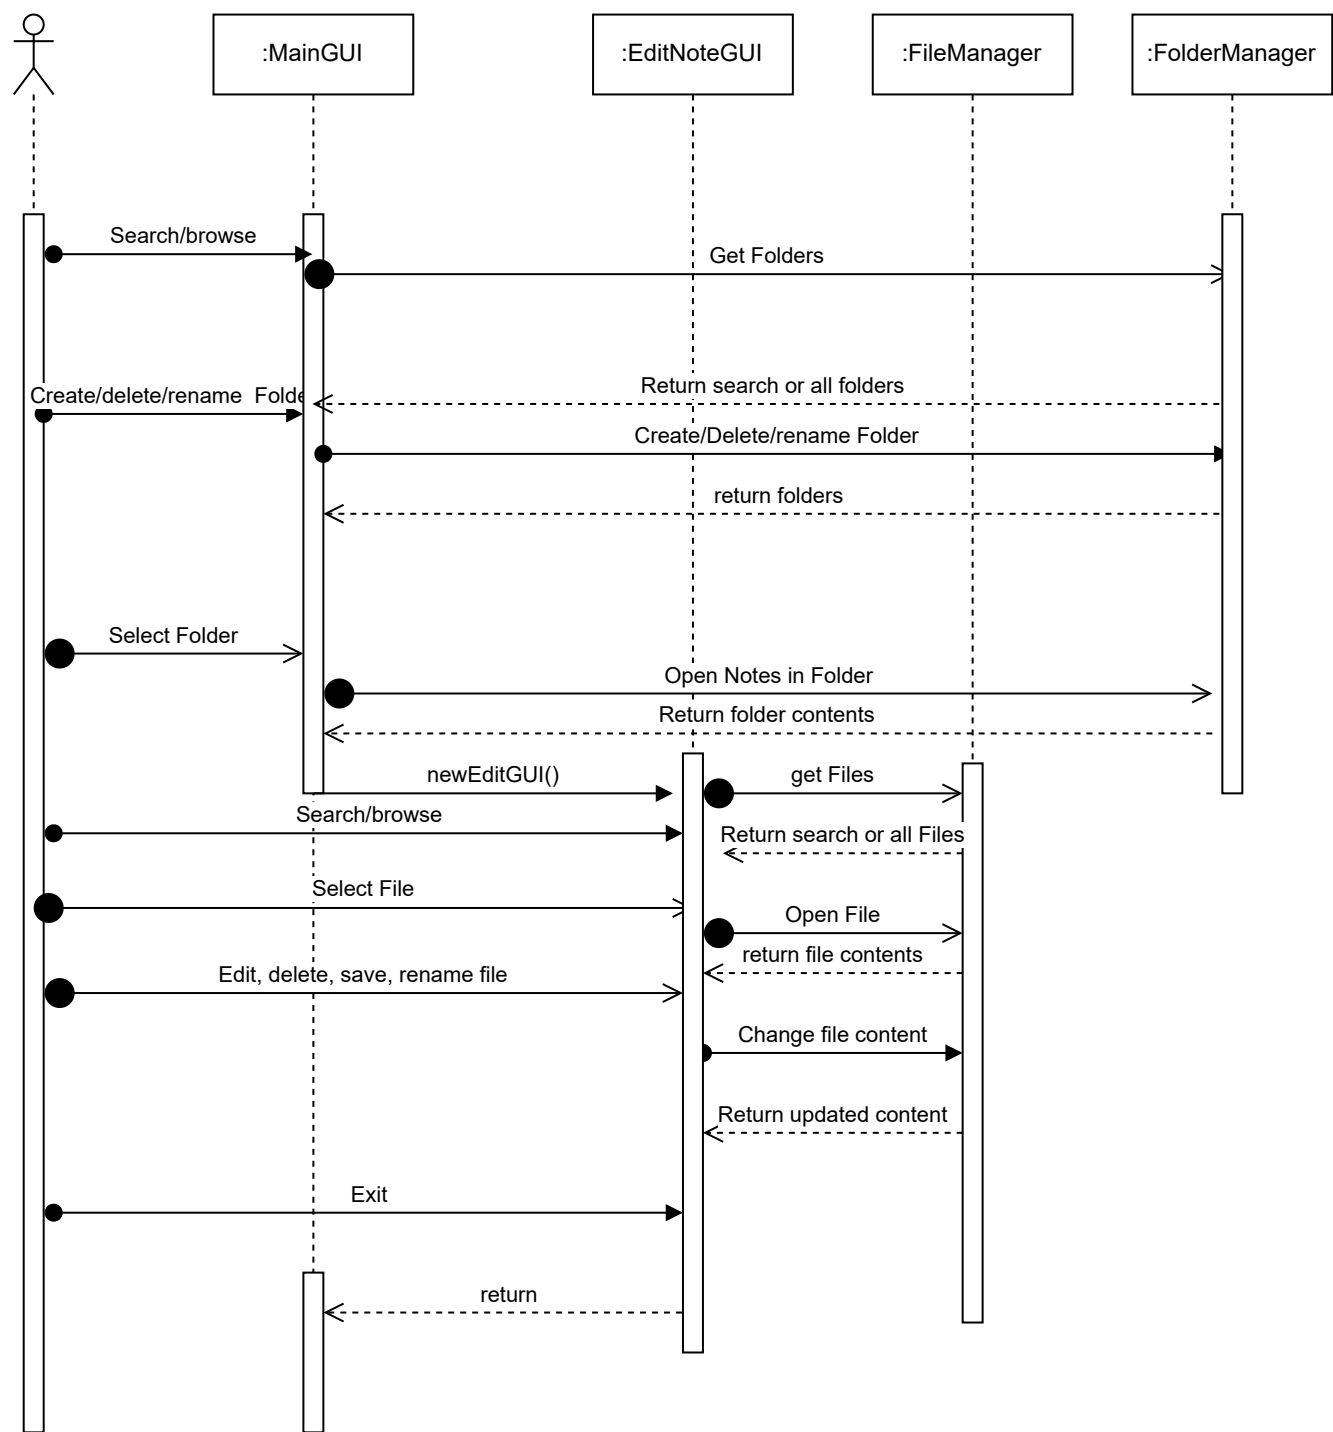 :MainGUI
:EditNoteGUI
:FileManager
:FolderManager
Search/browse
Get Folders
Return search or all folders
Create/delete/rename  Folde
Create/Delete/rename Folder
return folders
Select Folder
Open Notes in Folder
Return folder contents
newEditGUI()
get Files
Search/browse
Return search or all Files
Select File
Open File
return file contents
Edit, delete, save, rename file
Change file content
Return updated content
Exit
return